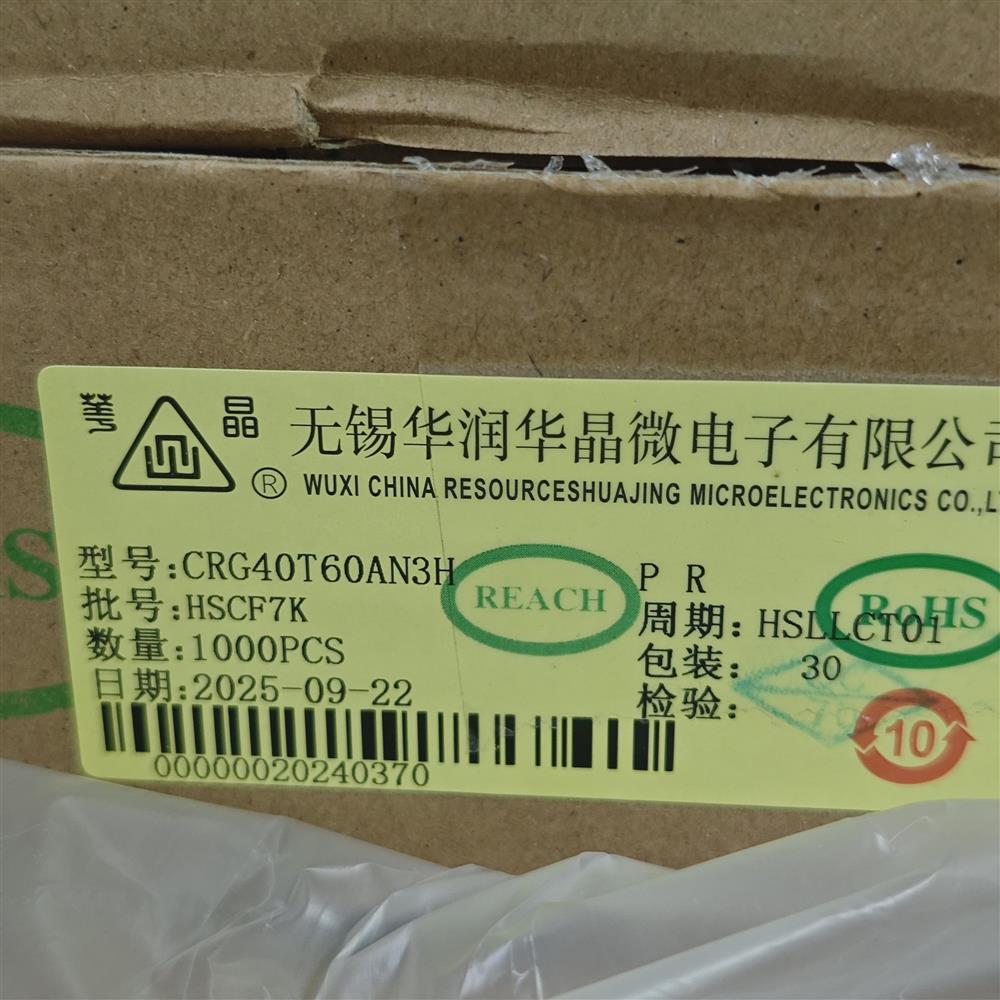 華 晶
无锡华润华晶微电子有限公司
® WUXI CHINA RESOURCESHUAJING MICROELECTRONICS CO.,LT
型号:CRG40T60AN3H
P R
REACH
RoHS
批号:HSCF7K
周期:HSLLCT01
数量:1000PCS
包装: 30
日期:2025-09-22
检验:
10
00000020240370
S